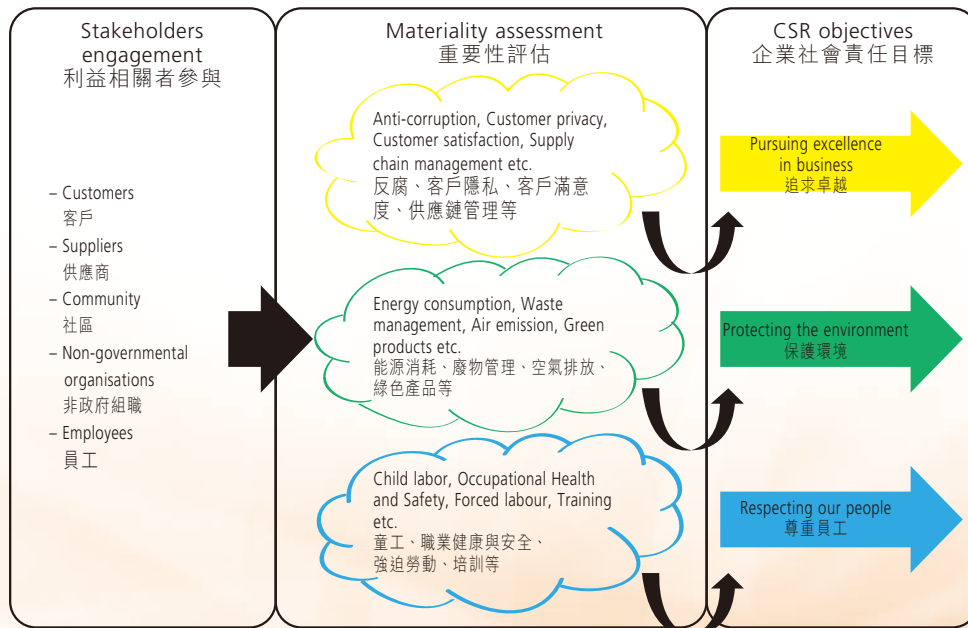 Stakeholders
engagement
利益相關者參與
– Customers
客戶
– Suppliers
供應商
– Community
社區
– Non-governmental
organisations
非政府組職
– Employees
員工
Materiality assessment
重要性評估
Anti-corruption, Customer privacy,
Customer satisfaction, Supply
chain management etc.
反腐、客戶隱私、客戶滿意
度、供應鏈管理等
Energy consumption, Waste
management, Air emission, Green
products etc.
能源消耗、廢物管理、空氣排放、
綠色產品等
Child labor, Occupational Health
and Safety, Forced labour, Training
etc.
童工、職業健康與安全、
強迫勞動、培訓等
CSR objectives
企業社會責任目標
Pursuing excellence
in business
追求卓越
Protecting the environment
保護環境
Respecting our people
尊重員工